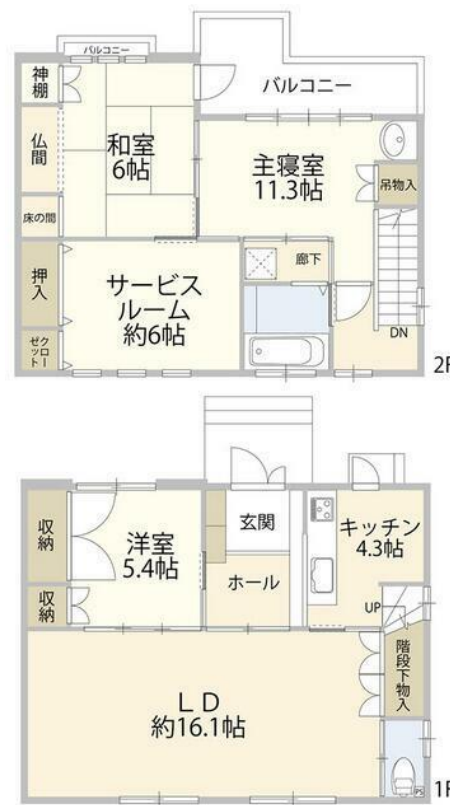 バルコニー
神棚
和室
6帖
バルコニー
仏間
主寝室
11.3帖
吊物入
床の間
押入
サービス
ルーム
約6帖
廊下
クロー
ゼット
DN
2F
収納
洋室
5.4帖
玄関
キッチン
4.3帖
ホール
収納
UP
階段下物入
LD
約16.1帖
PS
1F